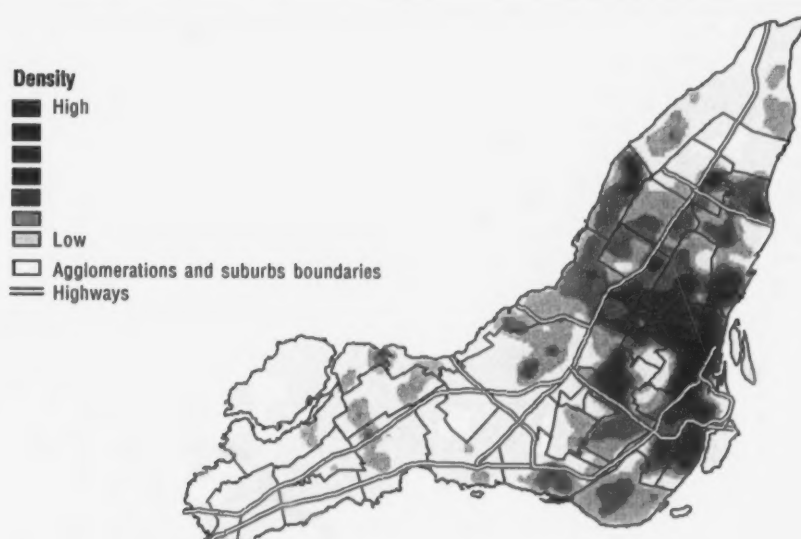 Density
High
Low
Agglomerations and suburbs boundaries
Highways